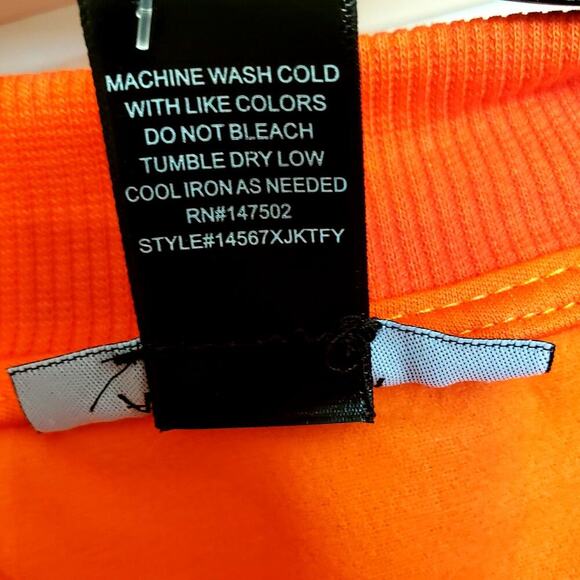 MACHINE WASH COLD
WITH LIKE COLORS
DO NOT BLEACH
TUMBLE DRY LOW
COOL IRON AS NEEDED
RN#147502
STYLE#14567XJKTFY